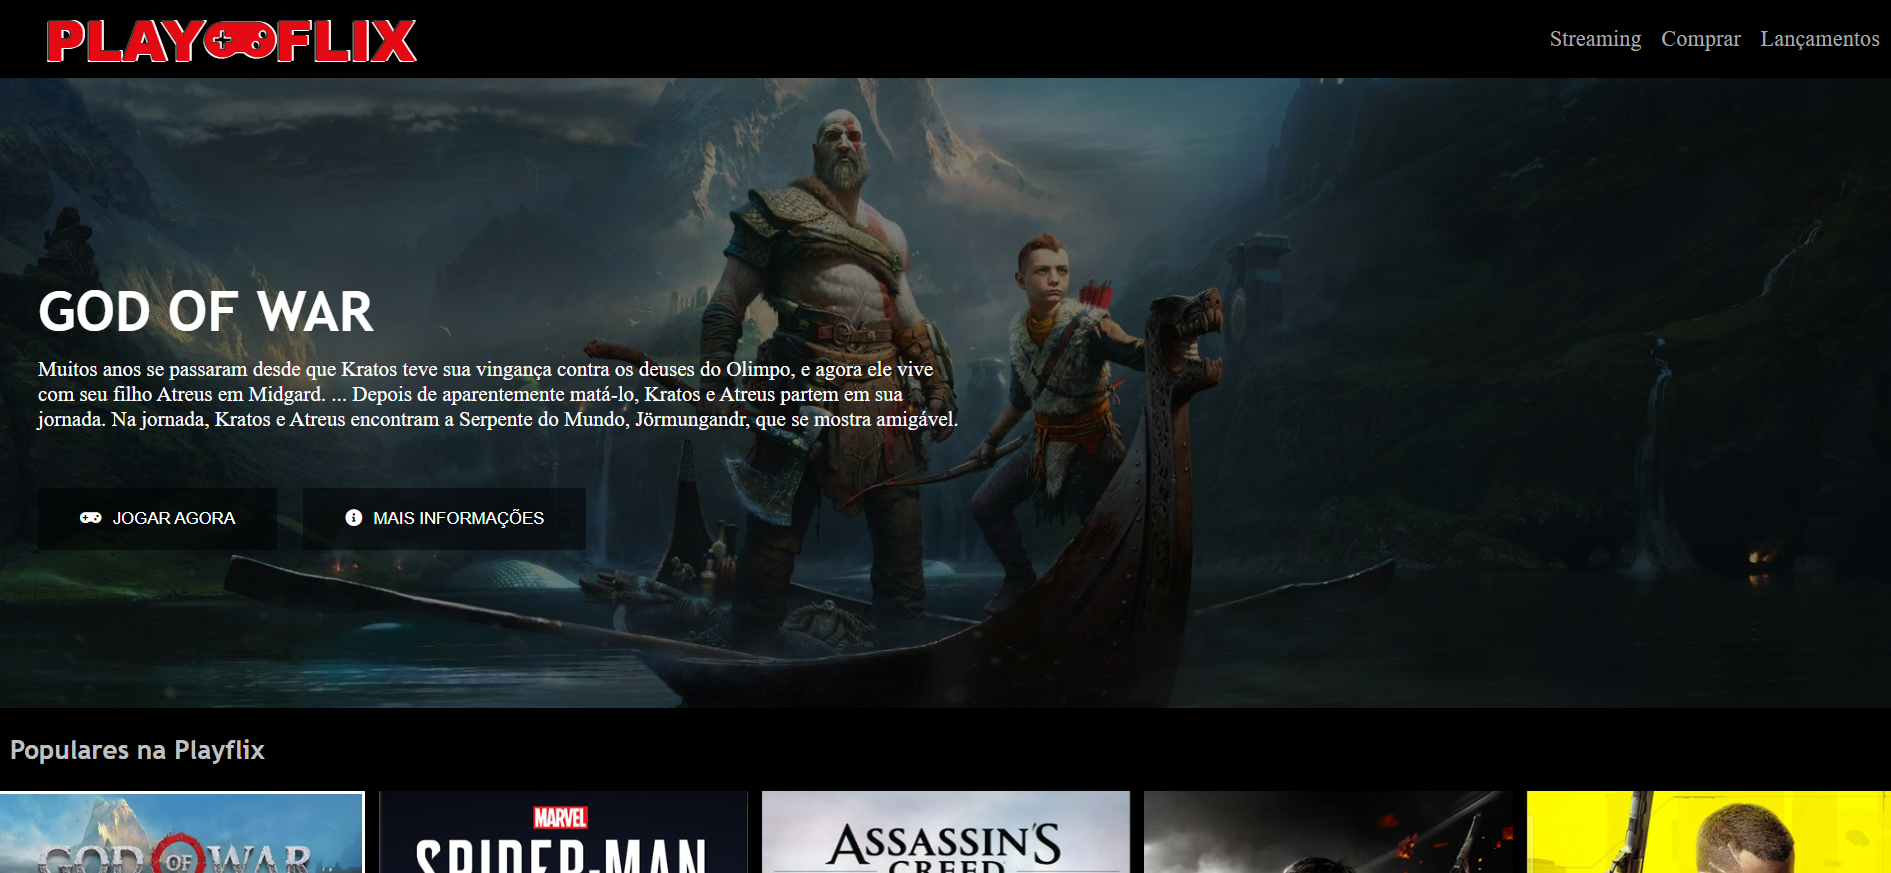 PLAY FLIX
Streaming Comprar Lançamentos
GOD OF WAR
Muitos anos se passaram desde que Kratos teve sua vingança contra os deuses do Olimpo, e agora ele vive
com seu filho Atreus em Midgard. ... Depois de aparentemente matá-lo, Kratos e Atreus partem em sua
jornada. Na jornada, Kratos e Atreus encontram a Serpente do Mundo, Jörmungandr, que se mostra amigável.
JOGAR AGORA MAIS INFORMAÇÕES
Populares na Playflix
GOD OF WAR
MARVEL
SPIDER-MAN
ASSASSIN'S
CREED